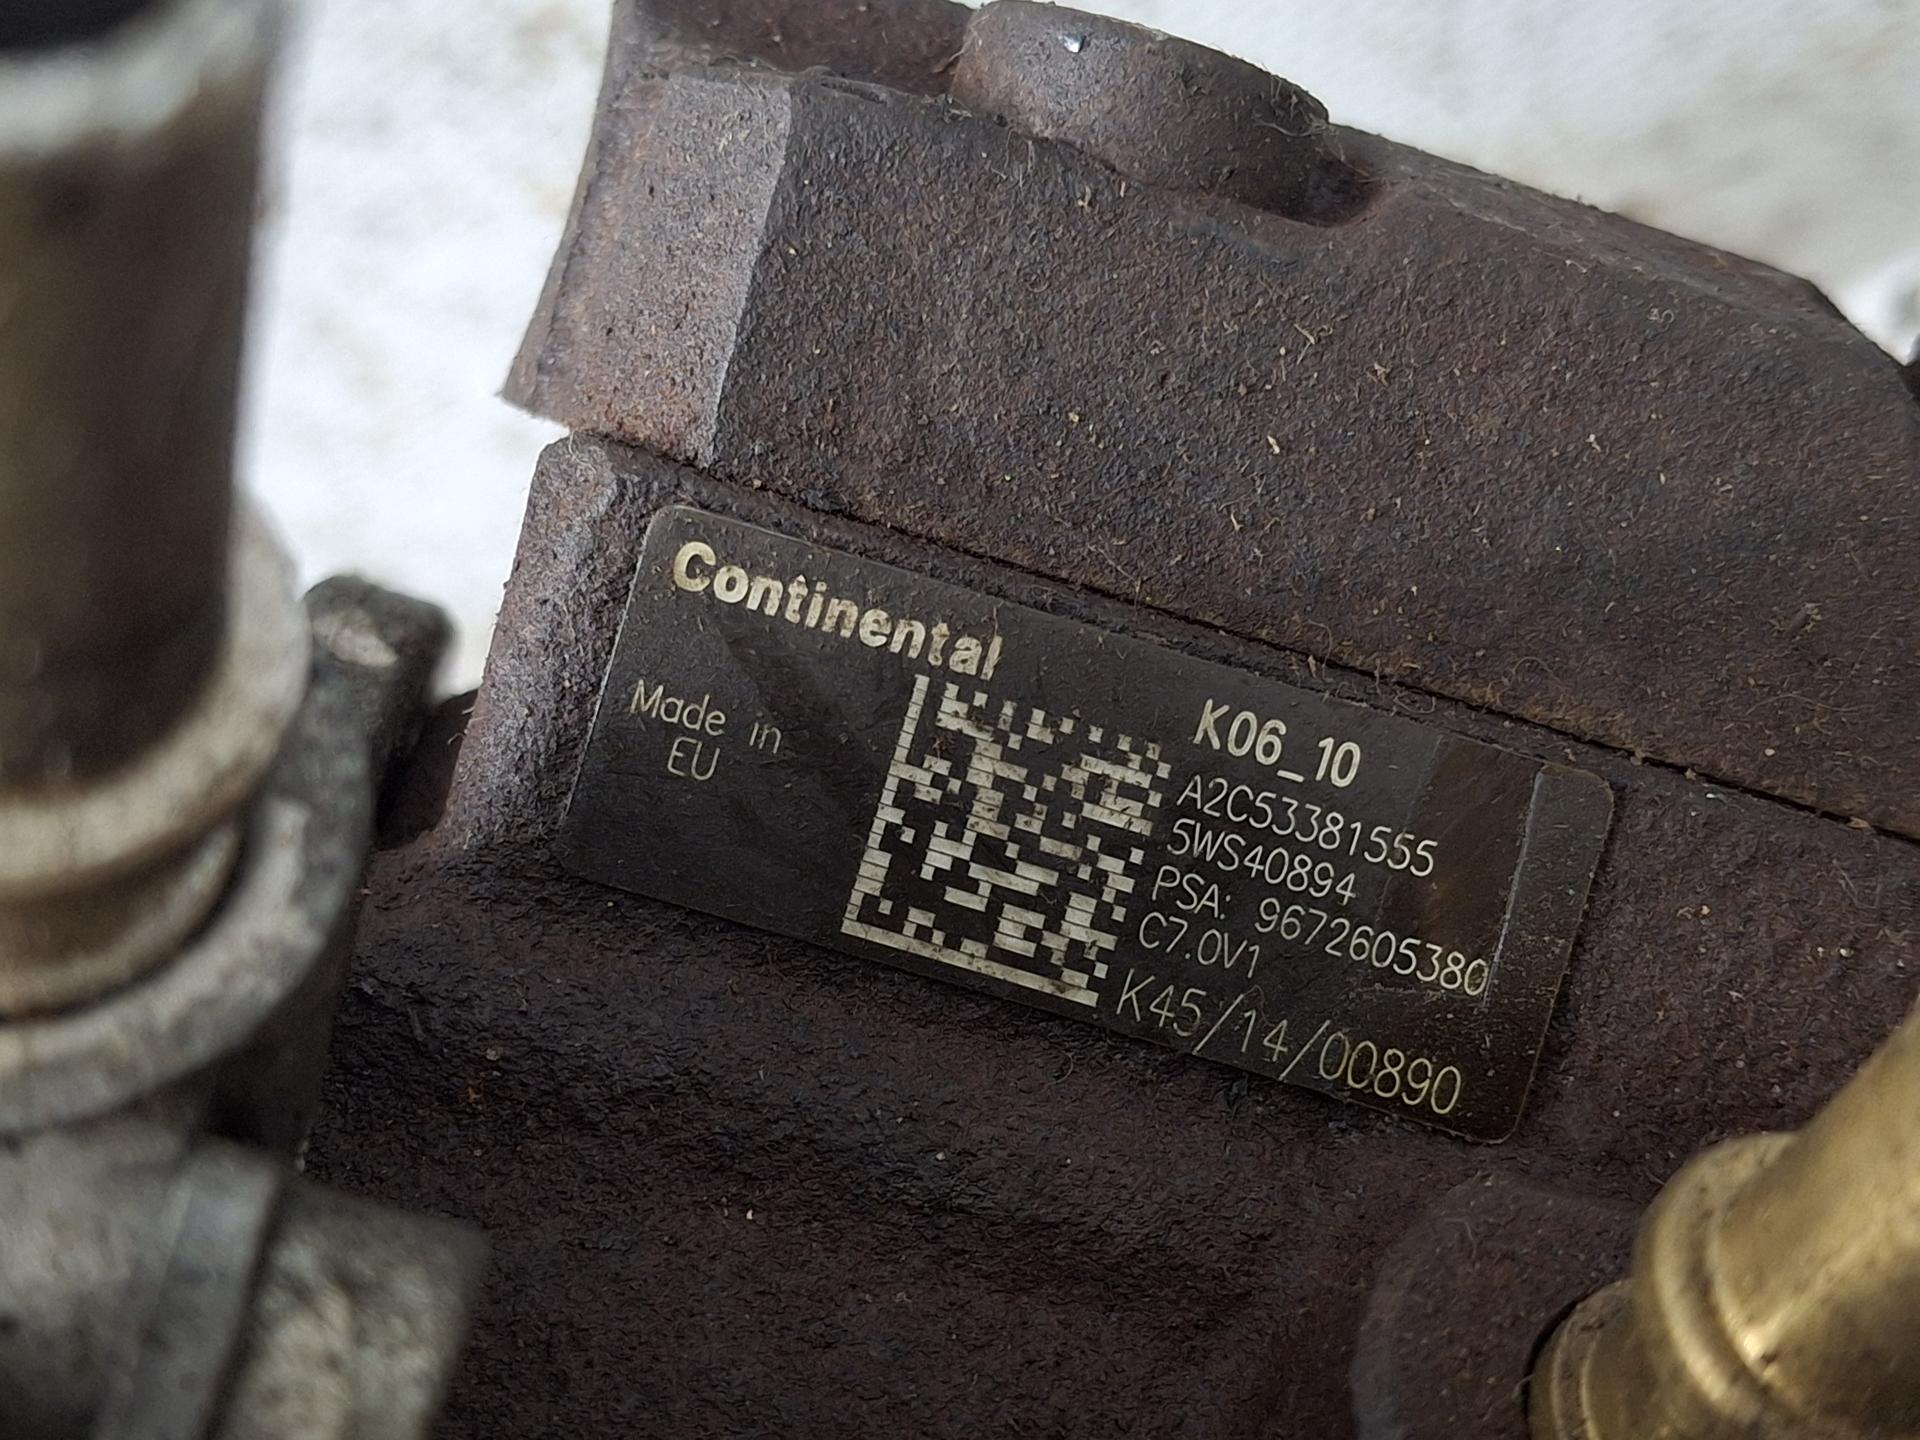 Continental
Made in
EU
K06_10
A2C53381555
5WS40894
PSA: 9672605380
C7.0V1
K45/14/00890